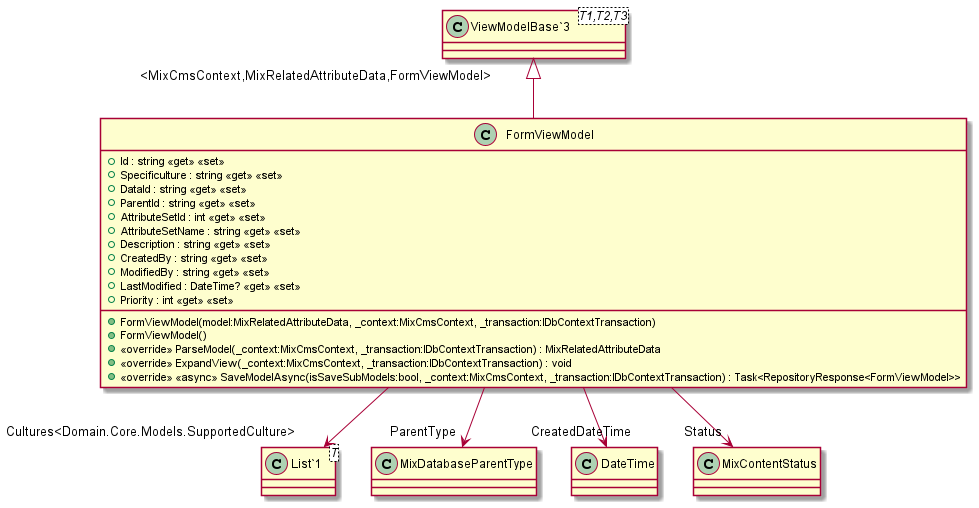 T1,T2,T3
C ViewModelBase`3
<MixCmsContext,MixRelatedAttributeData,FormViewModel>
C FormViewModel
Id : string «get» «set»
Specificulture : string «get» «set»
DataId : string «get» «set»
ParentId : string «get» «set»
AttributeSetId : int «get» «set»
AttributeSetName : string «get» «set»
Description : string «get» «set»
CreatedBy : string «get» «set»
ModifiedBy : string «get» «set»
LastModified : DateTime? «get» «set»
Priority : int «get» «set»
FormViewModel(model:MixRelatedAttributeData, _context:MixCmsContext, _transaction:IDbContextTransaction)
FormViewModel()
«override» ParseModel(_context:MixCmsContext, _transaction:IDbContextTransaction) : MixRelatedAttributeData
«override» ExpandView(_context:MixCmsContext, _transaction:IDbContextTransaction) : void
«override» «async» SaveModelAsync(isSaveSubModels:bool, _context:MixCmsContext, _transaction:IDbContextTransaction) : Task<RepositoryResponse<FormViewModel>>
Cultures<Domain.Core.Models.SupportedCulture>
ParentType
CreatedDateTime
Status
T
C List`1
C MixDatabaseParentType
C DateTime
C MixContentStatus